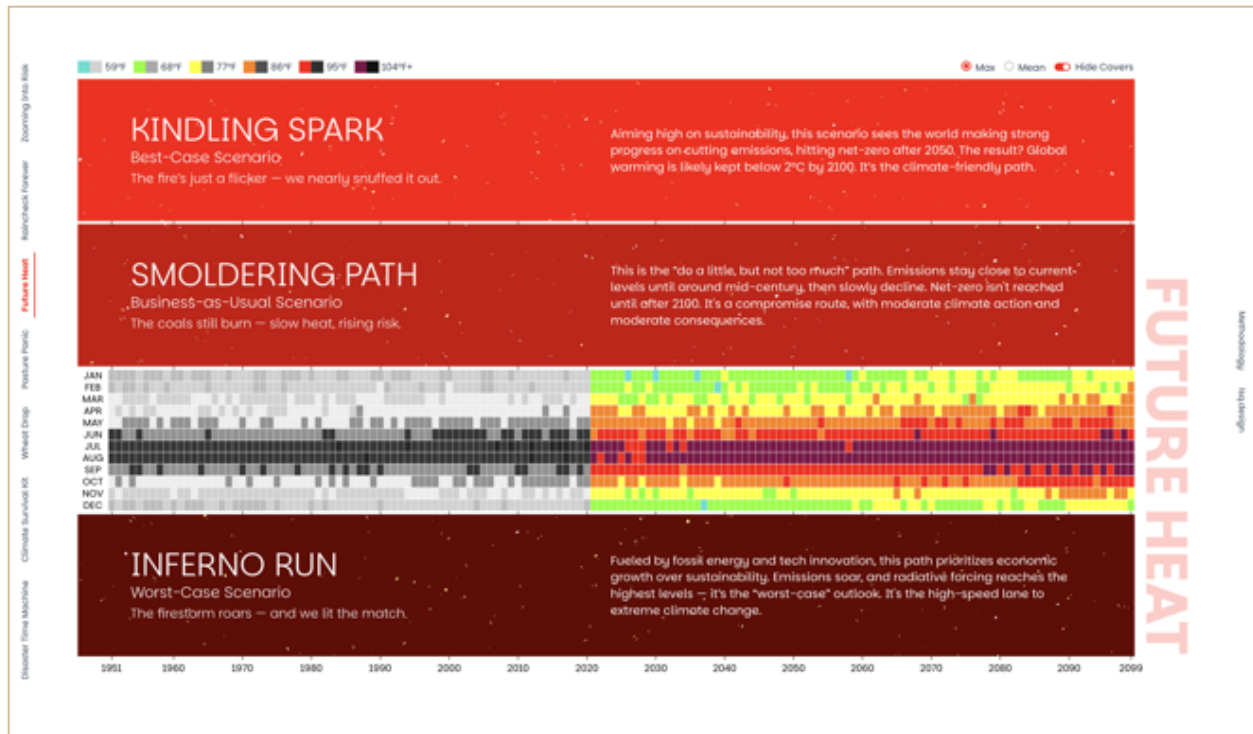 59°F 68°F 77°F 86°F 95°F 104°F+
Max Mean Hide Covers
Zooming Into Risk
Raincheck Forever
Future Heat
Pasture Panic
Wheat Drop
Climate Survival Kit
Disaster Time Machine
KINDLING SPARK
Best-Case Scenario
The fire's just a flicker — we nearly snuffed it out.
Aiming high on sustainability, this scenario sees the world making strong
progress on cutting emissions, hitting net-zero after 2050. The result? Global
warming is likely kept below 2°C by 2100. It's the climate-friendly path.
SMOLDERING PATH
Business-as-Usual Scenario
The coals still burn — slow heat, rising risk.
This is the "do a little, but not too much" path. Emissions stay close to current
levels until around mid-century, then slowly decline. Net-zero isn't reached
until after 2100. It's a compromise route, with moderate climate action and
moderate consequences.
JAN
FEB
MAR
APR
MAY
JUN
JUL
AUG
SEP
OCT
NOV
DEC
INFERNO RUN
Worst-Case Scenario
The firestorm roars — and we lit the match.
Fueled by fossil energy and tech innovation, this path prioritizes economic
growth over sustainability. Emissions soar, and radiative forcing reaches the
highest levels — it's the "worst-case" outlook. It's the high-speed lane to
extreme climate change.
1951 1960 1970 1980 1990 2000 2010 2020 2030 2040 2050 2060 2070 2080 2090 2099
FUTURE HEAT
Methodology